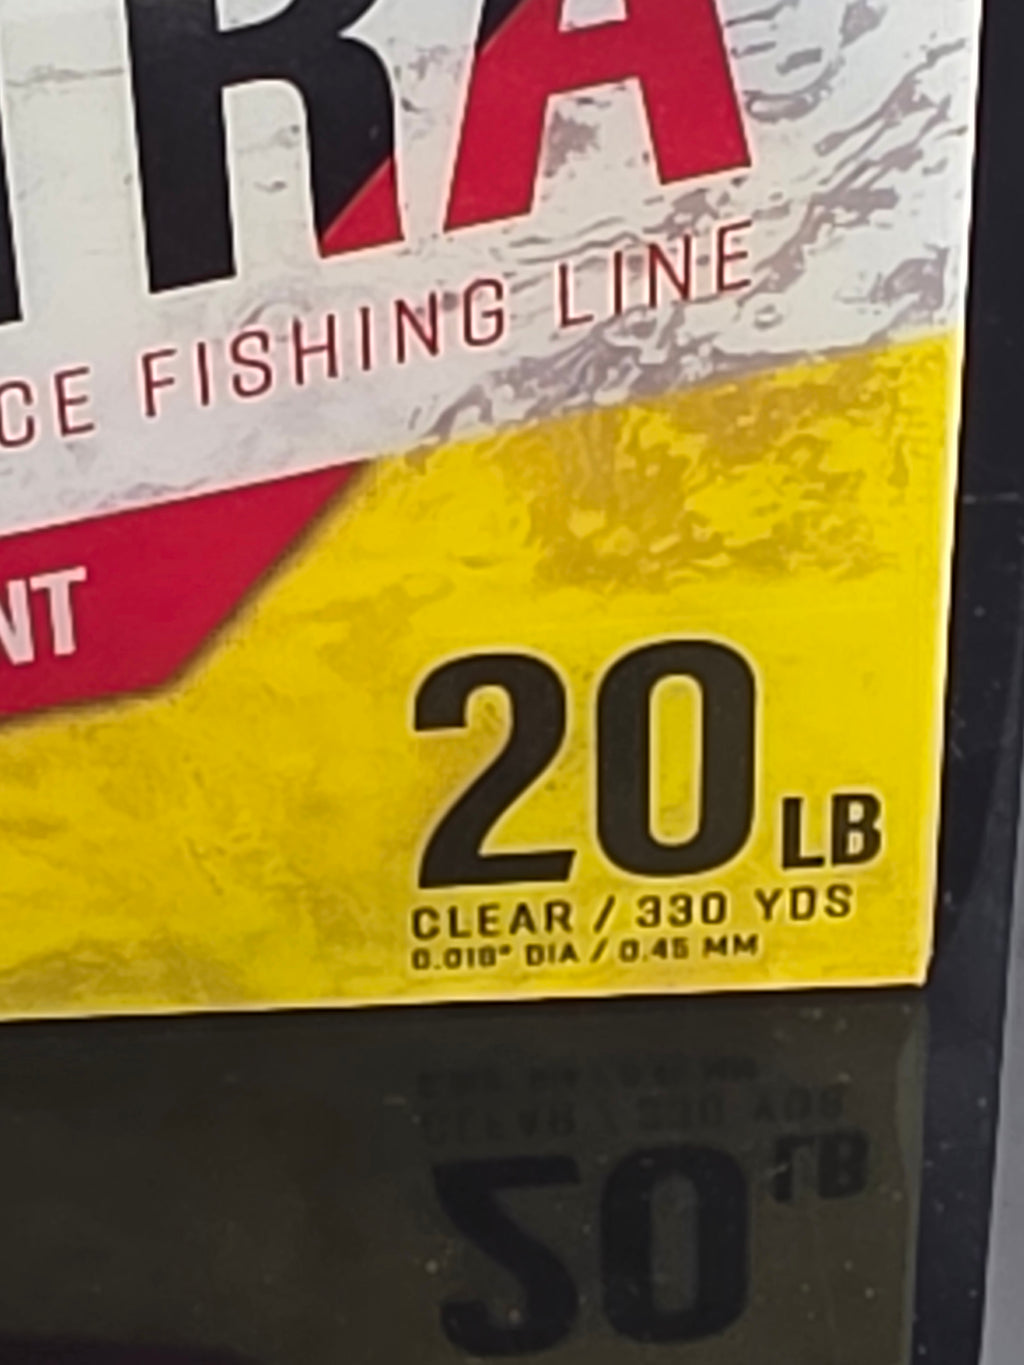 RA
CE FISHING LINE
NT
20 LB
CLEAR / 330 YDS
0.018" DIA / 0.45 MM